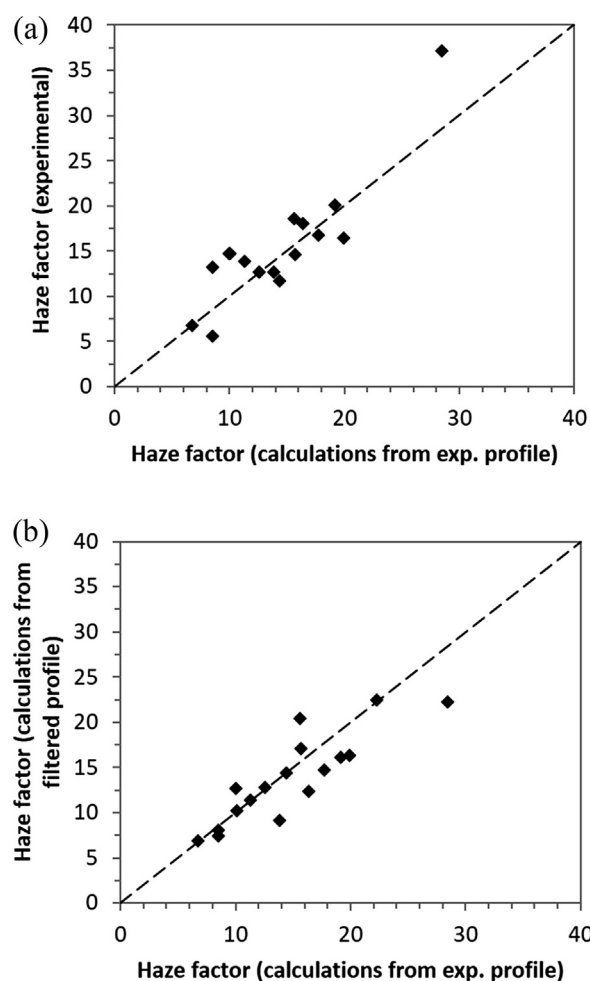 (a)
40
35
30
25
20
15
10
5
0
Haze factor (experimental)
0 10 20 30 40
Haze factor (calculations from exp. profile)
(b)
40
35
30
25
20
15
10
5
0
Haze factor (calculations from
filtered profile)
0 10 20 30 40
Haze factor (calculations from exp. profile)